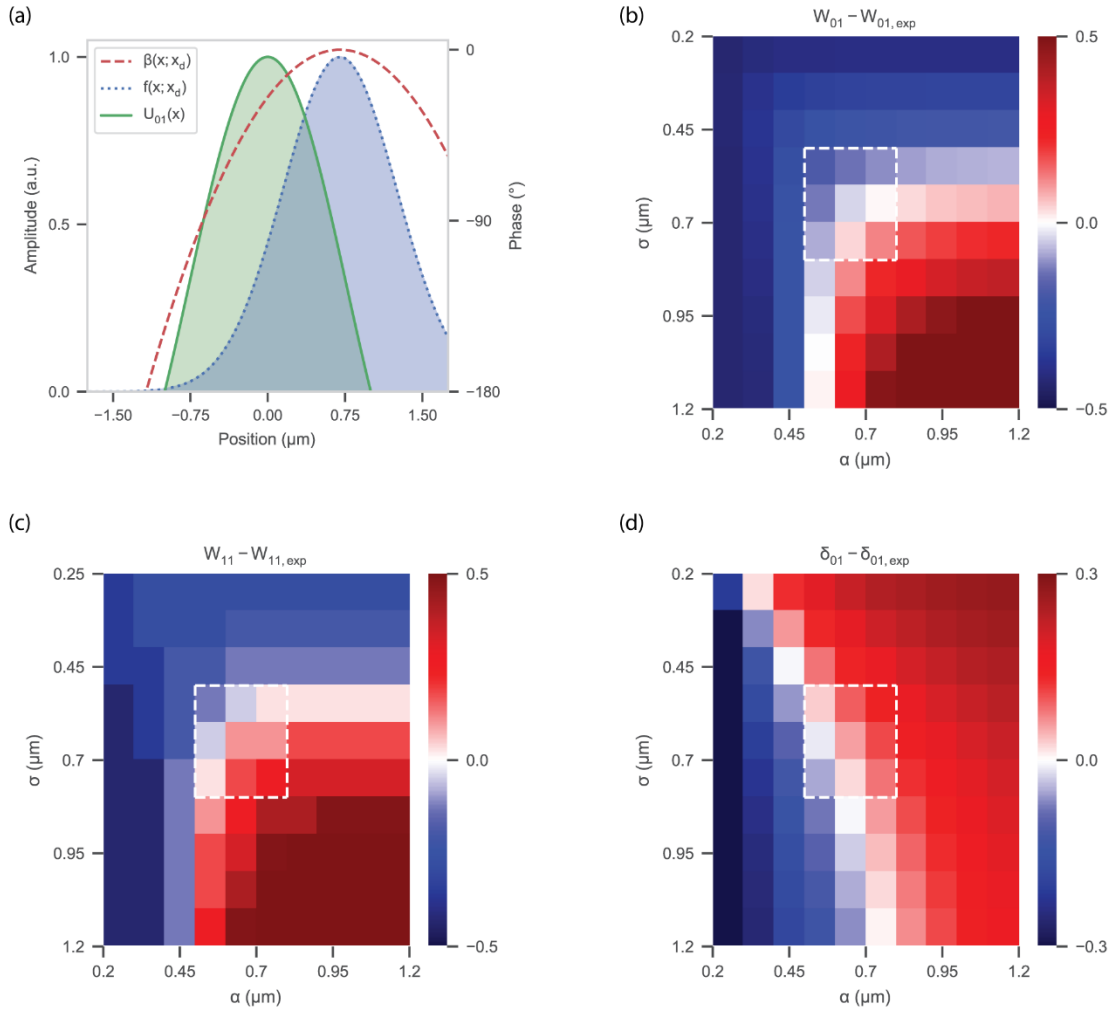 (a)
1.0
0.5
0.0
Amplitude (a.u.)
β(x; x_d)
f(x; x_d)
U_01(x)
0
−90
−180
Phase (°)
−1.50 −0.75 0.00 0.75 1.50
Position (μm)
(b)
W_01 − W_01, exp
0.2
0.45
0.7
0.95
1.2
σ (μm)
0.2 0.45 0.7 0.95 1.2
α (μm)
0.5
0.0
−0.5
(c)
W_11 − W_11, exp
0.25
0.45
0.7
0.95
1.2
σ (μm)
0.2 0.45 0.7 0.95 1.2
α (μm)
0.5
0.0
−0.5
(d)
δ_01 − δ_01, exp
0.2
0.45
0.7
0.95
1.2
σ (μm)
0.2 0.45 0.7 0.95 1.2
α (μm)
0.3
0.0
−0.3